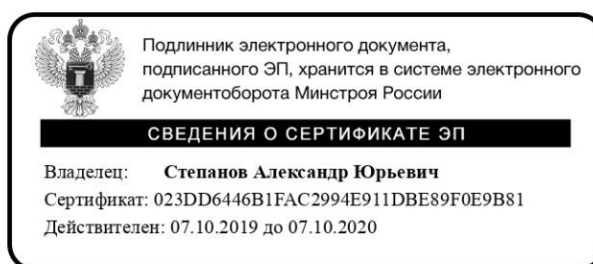 Подлинник электронного документа,
подписанного ЭП, хранится в системе электронного
документоборота Минстроя России
СВЕДЕНИЯ О СЕРТИФИКАТЕ ЭП
Владелец: Степанов Александр Юрьевич
Сертификат: 023DD6446B1FAC2994E911DBE89F0E9B81
Действителен: 07.10.2019 до 07.10.2020